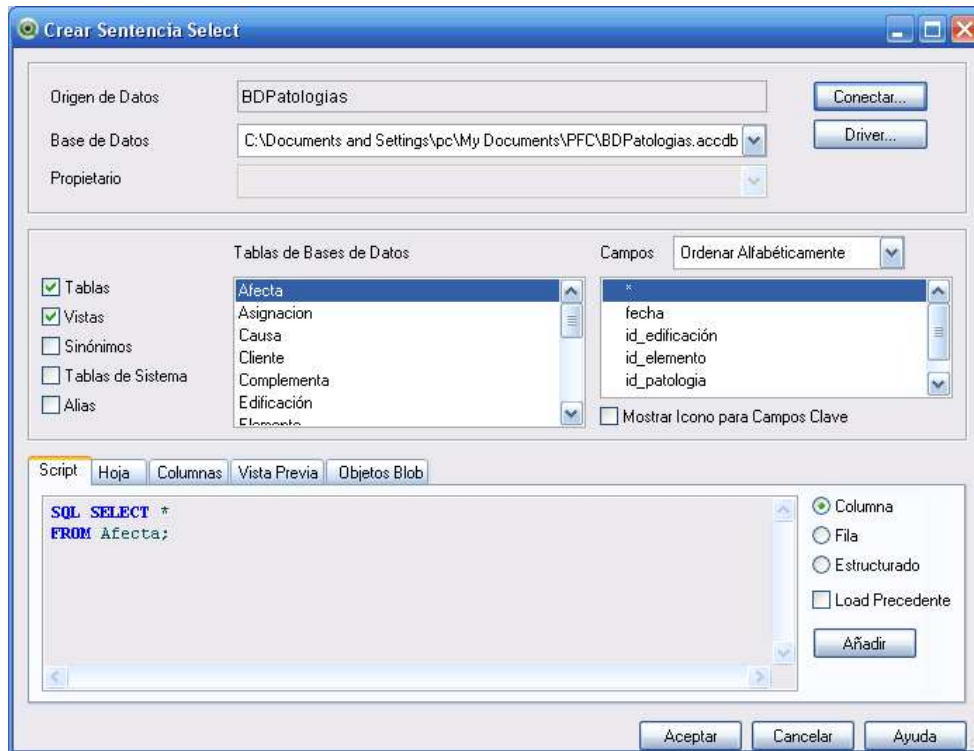 Crear Sentencia Select
Origen de Datos
BDPatologias
Conectar...
Base de Datos
C:\Documents and Settings\pc\My Documents\PFC\BDPatologias.accdb
Driver...
Propietario
Tablas de Bases de Datos
Campos
Ordenar Alfabéticamente
Tablas
Vistas
Sinónimos
Tablas de Sistema
Alias
Afecta
Asignacion
Causa
Cliente
Complementa
Edificación
Elemento
*
fecha
id_edificación
id_elemento
id_patologia
Mostrar Icono para Campos Clave
Script Hoja Columnas Vista Previa Objetos Blob
SQL SELECT *
FROM Afecta;
Columna
Fila
Estructurado
Load Precedente
Añadir
Aceptar Cancelar Ayuda